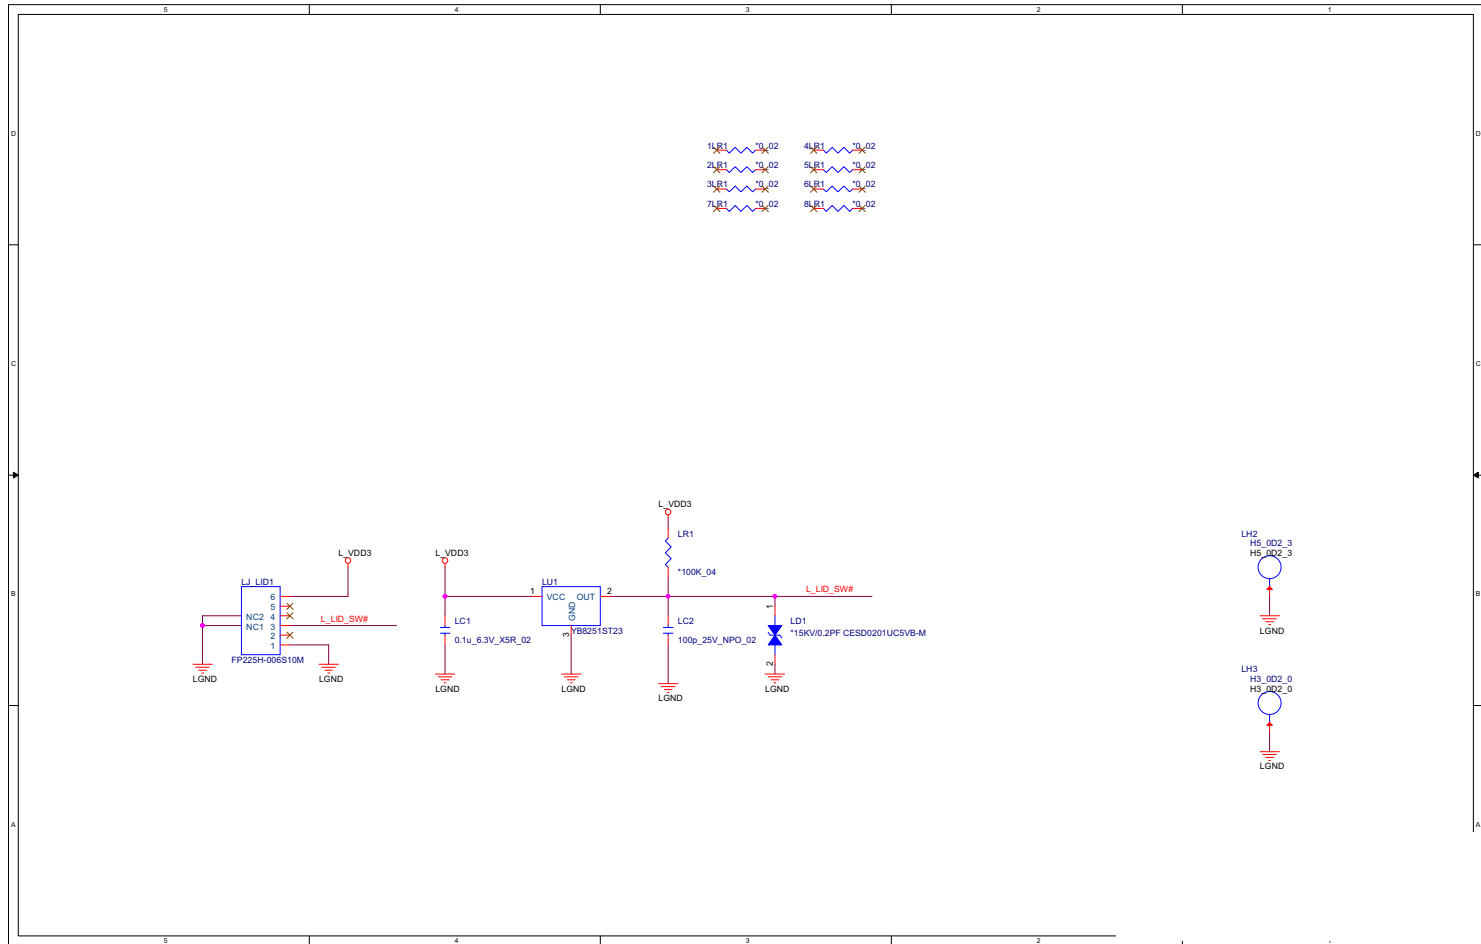 5 4 3 2 1
D D
1LR1 *0_02 4LR1 *0_02
2LR1 *0_02 5LR1 *0_02
3LR1 *0_02 6LR1 *0_02
7LR1 *0_02 8LR1 *0_02
C C
L_VDD3
LR1
*100K_04
L_VDD3
L_VDD3
LJ_LID1
6
5
NC2 4
NC1 3
2
1
L_LID_SW#
FP225H-006S10M
LGND
LGND
LC1
0.1u_6.3V_X5R_02
LGND
LU1
1 VCC OUT 2
GND
3
YB8251ST23
LGND
LC2
100p_25V_NPO_02
LGND
L_LID_SW#
1
LD1
*15KV/0.2PF CESD0201UC5VB-M
2
LGND
LH2
H5_0D2_3
H5_0D2_3
LGND
B B
LH3
H3_0D2_0
H3_0D2_0
LGND
A A
5 4 3 2